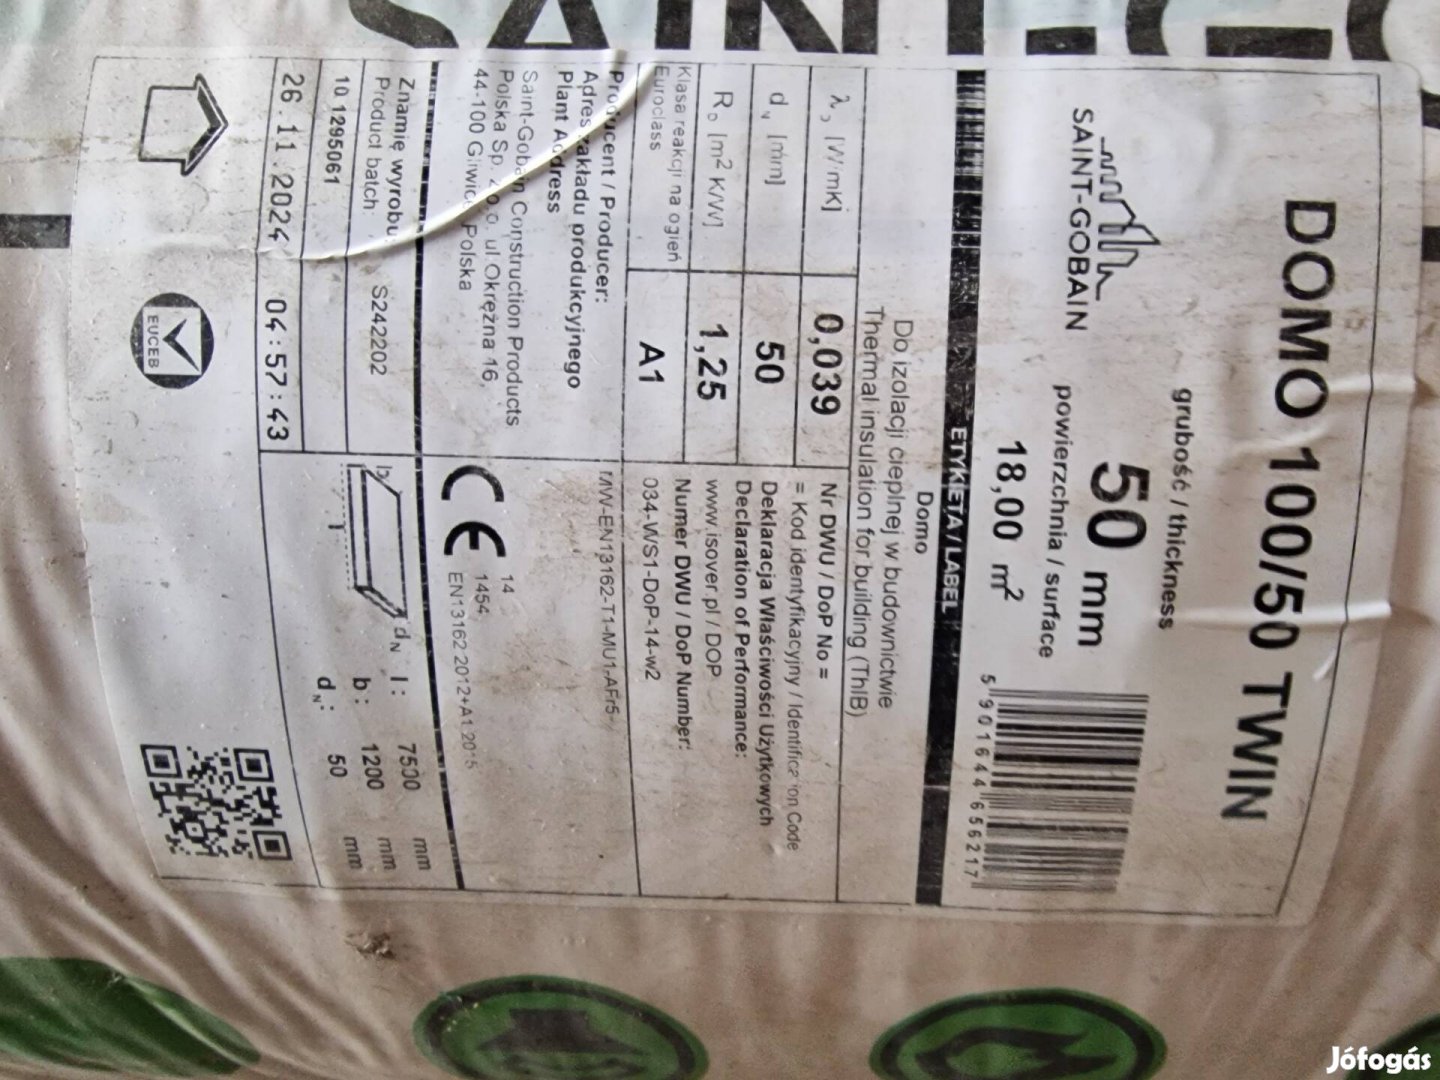 SAINT-GO
DOMO 100/50 TWIN
SAINT-GOBAIN
grubość / thickness
50 mm
powierzchnia / surface
18,00 m²
5 901644 656217
ETYKIETA / LABEL
Domo
Do izolacji cieplnej w budownictwie
Thermal insulation for building (ThIB)
λD [W/mK] 0,039
dN [mm] 50
RD [m² K/W] 1,25
Klasa reakcji na ogień
Euroclass A1
Nr DWU / DoP No =
= Kod identyfikacyjny / Identification Code
Deklaracja Właściwości Użytkowych
Declaration of Performance:
www.isover.pl / DOP
Numer DWU / DoP Number:
034-WS1-DoP-14-w2
Producent / Producer:
Adres zakładu produkcyjnego
Plant Address
Saint-Gobain Construction Products
Polska Sp. z o.o. ul.Okrężna 16,
44-100 Gliwice Polska
MW-EN13162-T1-MU1-AFr5-
CE
14
1454
EN13162:2012+A1:2015
Znamię wyrobu:
Product batch: S242202
10.1295061
26.11.2024 04:57:43
b
l
dN
l: 7500 mm
b: 1200 mm
dN: 50 mm
EUCEB
Jófogás